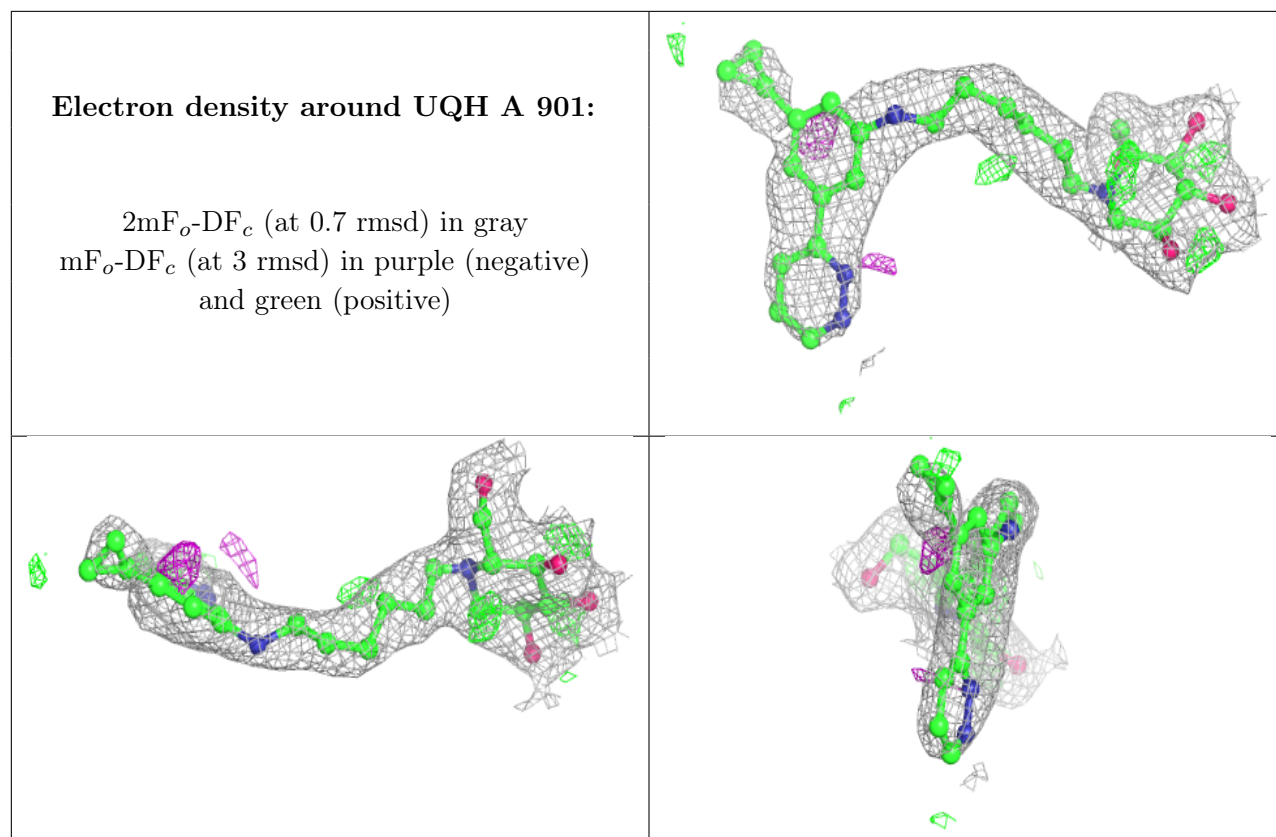 Electron density around UQH A 901:
2mFo-DFc (at 0.7 rmsd) in gray
mFo-DFc (at 3 rmsd) in purple (negative)
and green (positive)